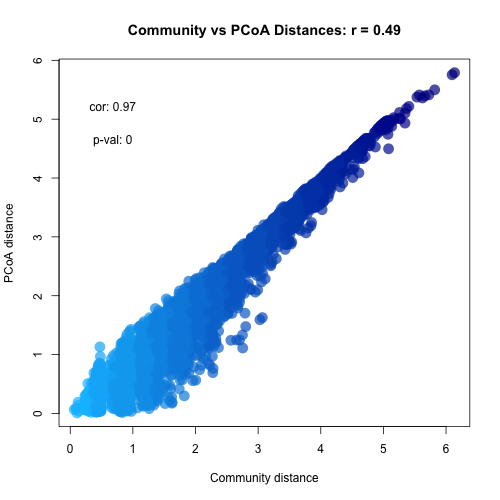 Community vs PCoA Distances: r = 0.49
cor: 0.97
p-val: 0
PCoA distance
0 1 2 3 4 5 6
0 1 2 3 4 5 6
Community distance